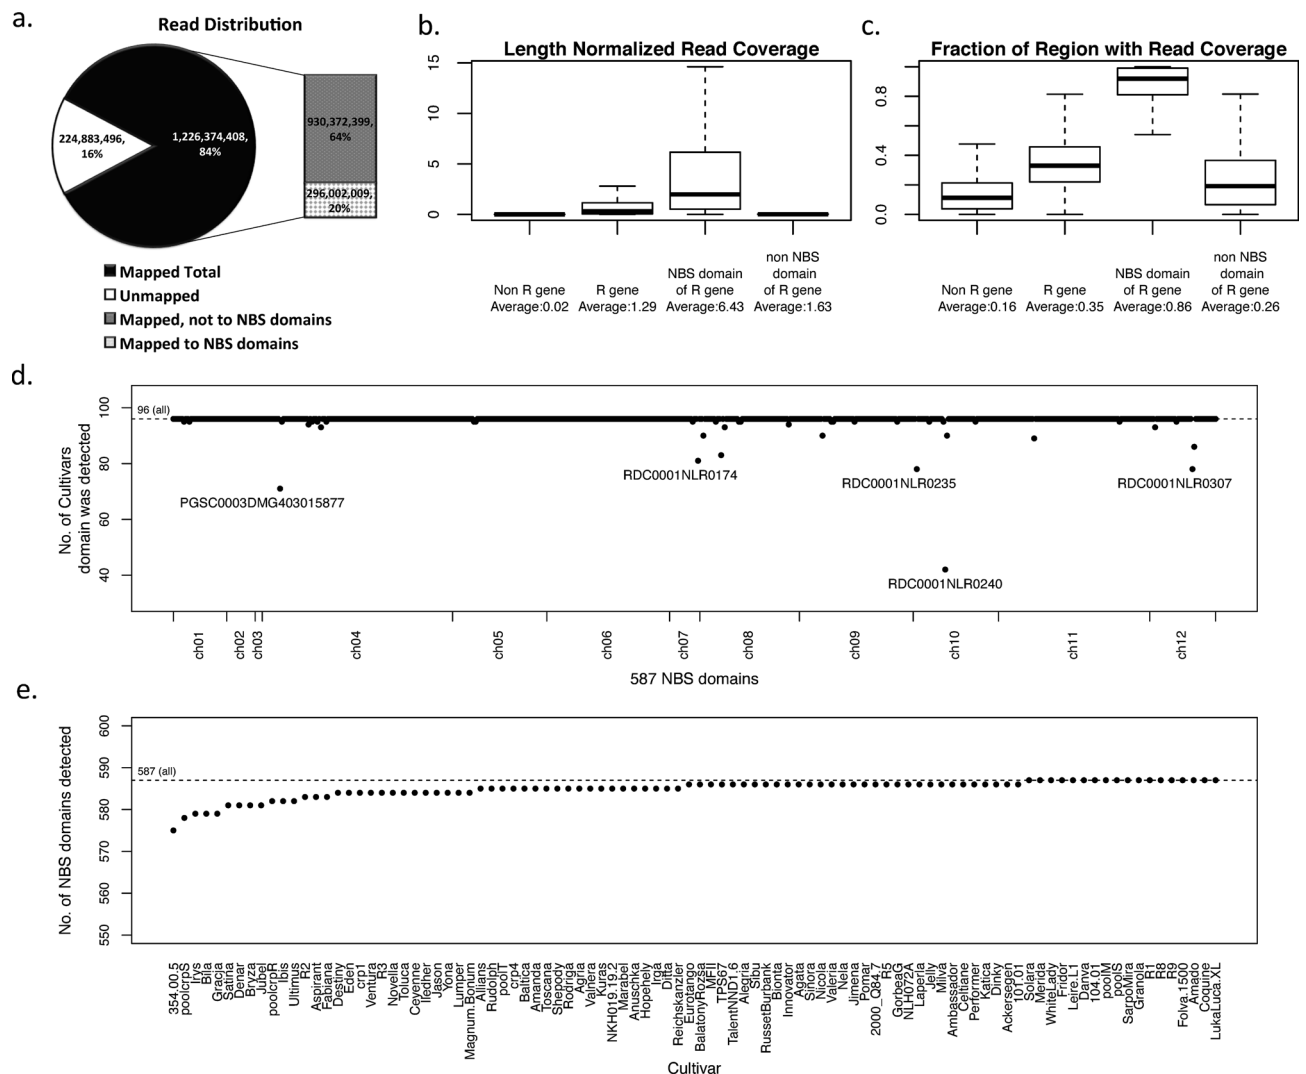 a.
Read Distribution
224,883,496,
16%
1,226,374,408,
84%
930,372,399,
64%
296,002,009,
20%
Mapped Total
Unmapped
Mapped, not to NBS domains
Mapped to NBS domains
b.
Length Normalized Read Coverage
15
10
5
0
Non R gene
Average:0.02
R gene
Average:1.29
NBS domain
of R gene
Average:6.43
non NBS
domain
of R gene
Average:1.63
c.
Fraction of Region with Read Coverage
0.8
0.4
0.0
Non R gene
Average:0.16
R gene
Average:0.35
NBS domain
of R gene
Average:0.86
non NBS
domain
of R gene
Average:0.26
d.
No. of Cultivars
domain was detected
100
80
60
40
96 (all)
PGSC0003DMG403015877
RDC0001NLR0174
RDC0001NLR0235
RDC0001NLR0240
RDC0001NLR0307
ch01
ch02
ch03
ch04
ch05
ch06
ch07
ch08
ch09
ch10
ch11
ch12
587 NBS domains
e.
No. of NBS domains detected
600
590
580
570
560
550
587 (all)
354.00.5
poolcrpS
Irys
Bila
Gracja
Satina
Denar
Bryza
Jubel
poolcrpR
Ibis
Ultimus
R2
Aspirant
Fabiana
Destiny
Eden
crp1
Ventura
R3
Novella
Toluca
Ceyenne
Iledher
Jason
Yona
Lumper
Magnum.Bonum
Allians
Rudolph
poolT
crp4
Baltica
Amanda
Toscana
Shepody
Rodriga
Agria
Valnera
Kuras
NKH019.19.2
Marabel
Anuschka
Hopehely
Irga
Ditta
Reichskanzler
Eurotango
BalatonyRozsa
MFII
TPS67
TalentNND1.6
Alegria
Sibu
RussetBurbank
Bionta
Innovator
Agata
Sinora
Nicola
Valeria
Nela
Jimena
Pomar
2000_Q84.7
R5
GorbeaG
NLH072A
Laperla
Jelly
Milva
Ambassador
Celtiane
Performer
Katica
Dinky
Ackersegen
101.01
Solara
Merida
WhiteLady
Fridor
Leire.L1
Danva
104.01
poolM
poolS
SarpoMira
Granola
R1
R8
R9
Folva.1500
Amado
Coquine
LukaLuca.XL
Cultivar